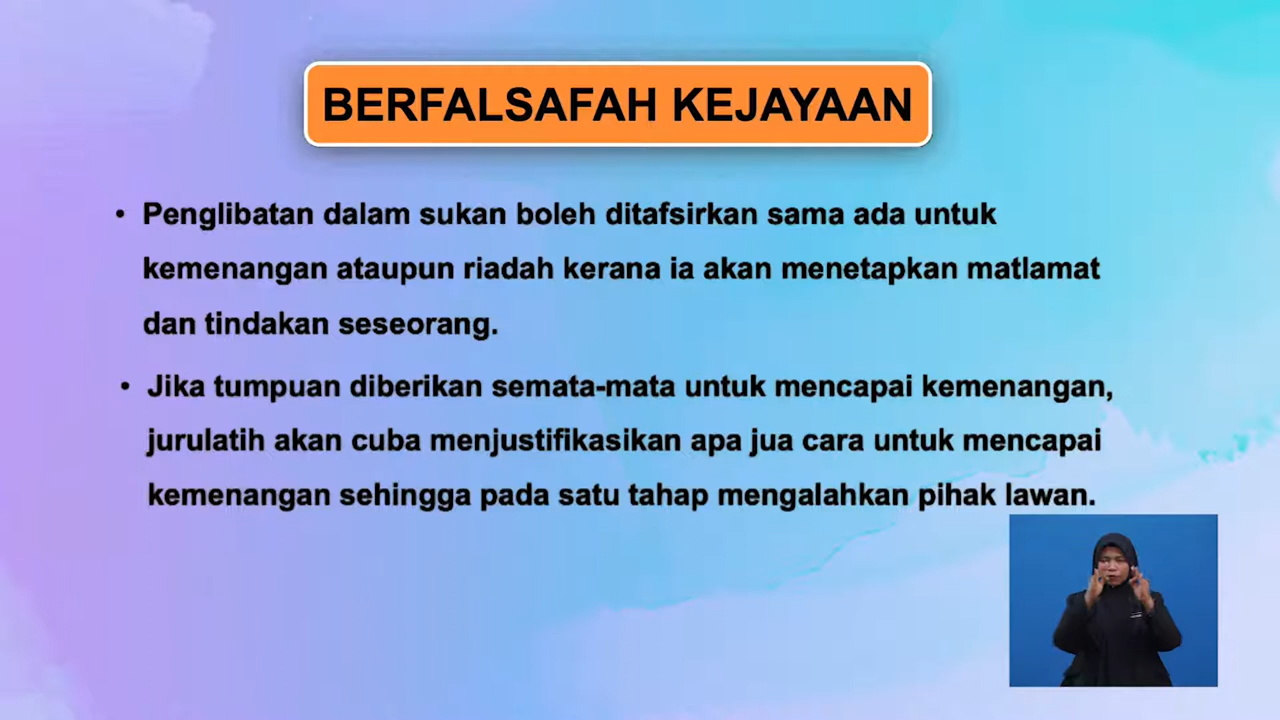 BERFALSAFAH KEJAYAAN
• Penglibatan dalam sukan boleh ditafsirkan sama ada untuk
kemenangan ataupun riadah kerana ia akan menetapkan matlamat
dan tindakan seseorang.
• Jika tumpuan diberikan semata-mata untuk mencapai kemenangan,
jurulatih akan cuba menjustifikasikan apa jua cara untuk mencapai
kemenangan sehingga pada satu tahap mengalahkan pihak lawan.